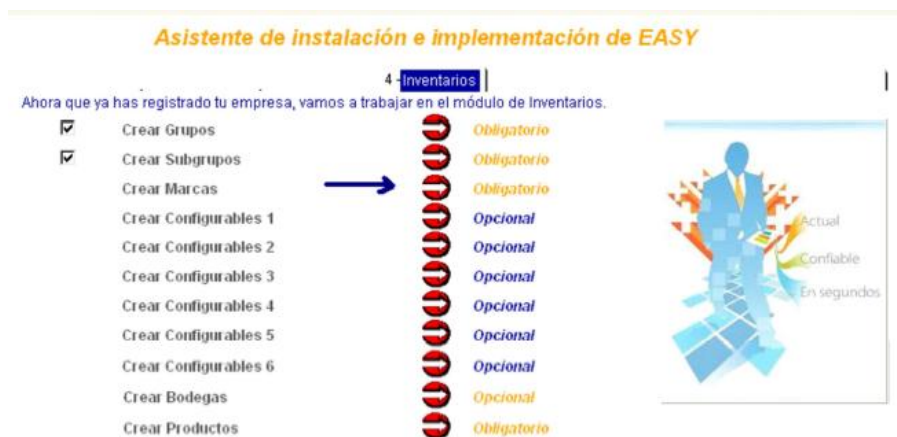 Asistente de instalación e implementación de EASY
4 - Inventarios
Ahora que ya has registrado tu empresa, vamos a trabajar en el módulo de Inventarios.
Crear Grupos Obligatorio
Crear Subgrupos Obligatorio
Crear Marcas Obligatorio
Crear Configurables 1 Opcional
Crear Configurables 2 Opcional
Crear Configurables 3 Opcional
Crear Configurables 4 Opcional
Crear Configurables 5 Opcional
Crear Configurables 6 Opcional
Crear Bodegas Opcional
Crear Productos Obligatorio
Actual
Confiable
En segundos